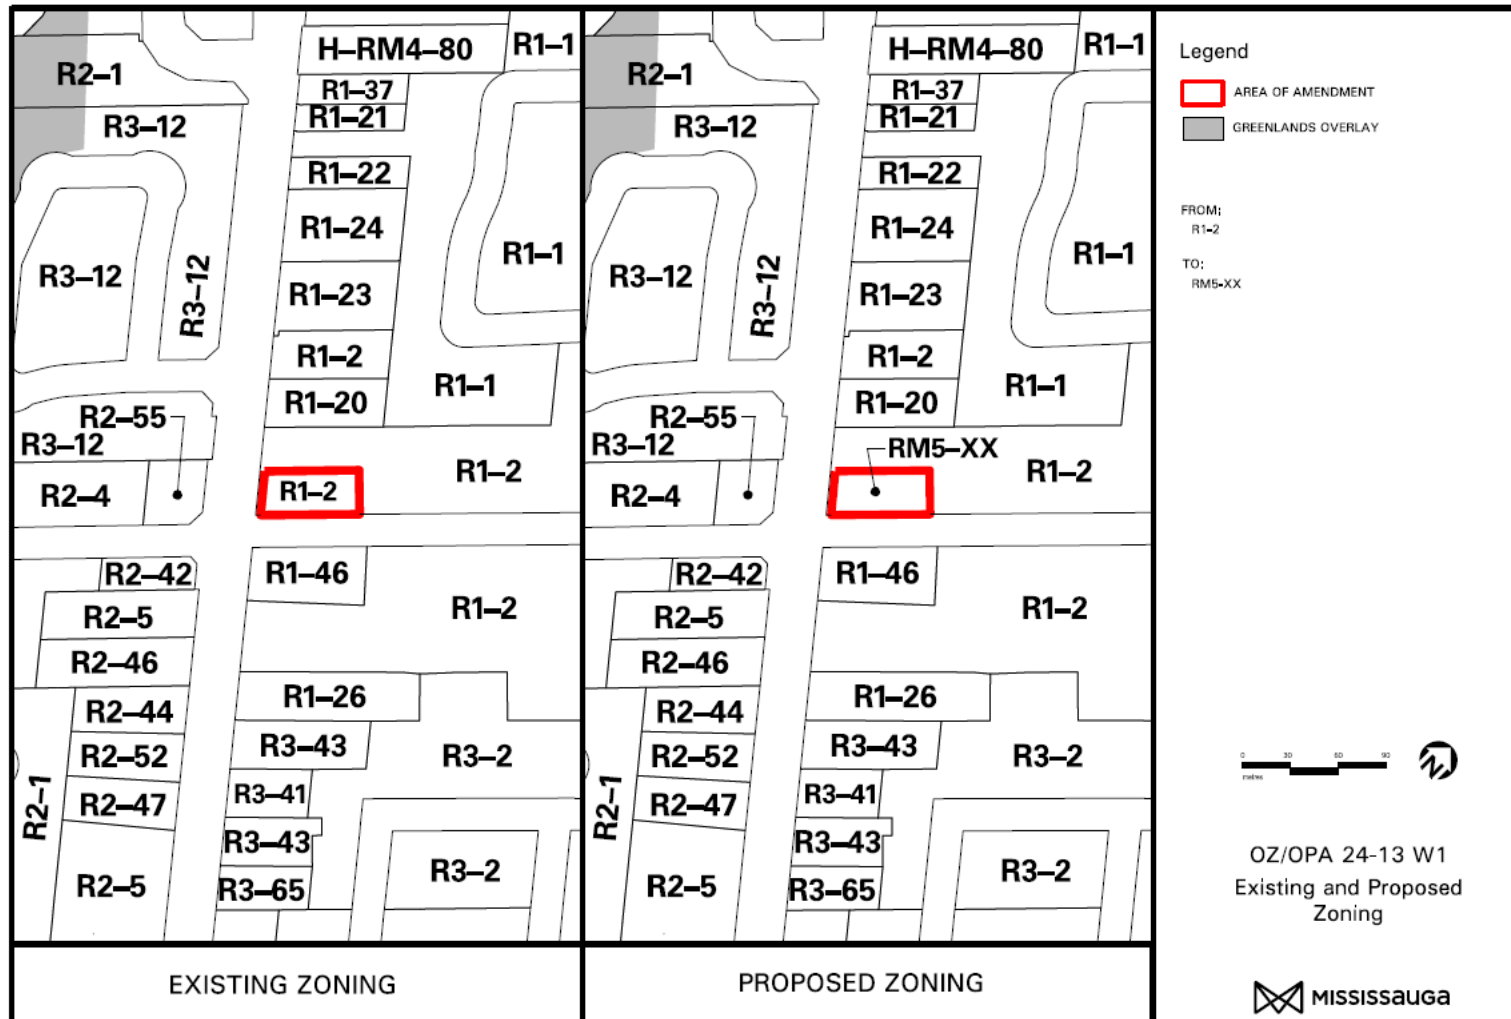 H–RM4–80
R1–1
R2–1
R1–37
R3–12
R1–21
R1–22
R1–24
R1–1
R3–12
R3–12
R1–23
R1–2
R1–1
R1–20
R2–55
R3–12
R1–2
R2–4
R1–2
R2–42
R1–46
R2–5
R1–2
R2–46
R1–26
R2–44
R3–43
R2–52
R3–2
R2–1
R2–47
R3–41
R3–43
R2–5
R3–65
R3–2
EXISTING ZONING
H–RM4–80
R1–1
R2–1
R1–37
R3–12
R1–21
R1–22
R1–24
R1–1
R3–12
R3–12
R1–23
R1–2
R1–1
R1–20
R2–55
R3–12
RM5–XX
R1–2
R2–4
R2–42
R1–46
R2–5
R1–2
R2–46
R1–26
R2–44
R3–43
R2–52
R3–2
R2–1
R2–47
R3–41
R3–43
R2–5
R3–65
R3–2
PROPOSED ZONING
Legend
AREA OF AMENDMENT
GREENLANDS OVERLAY
FROM:
R1-2
TO:
RM5-XX
0 30 60 90
metres
OZ/OPA 24-13 W1
Existing and Proposed
Zoning
MISSISSAUGA